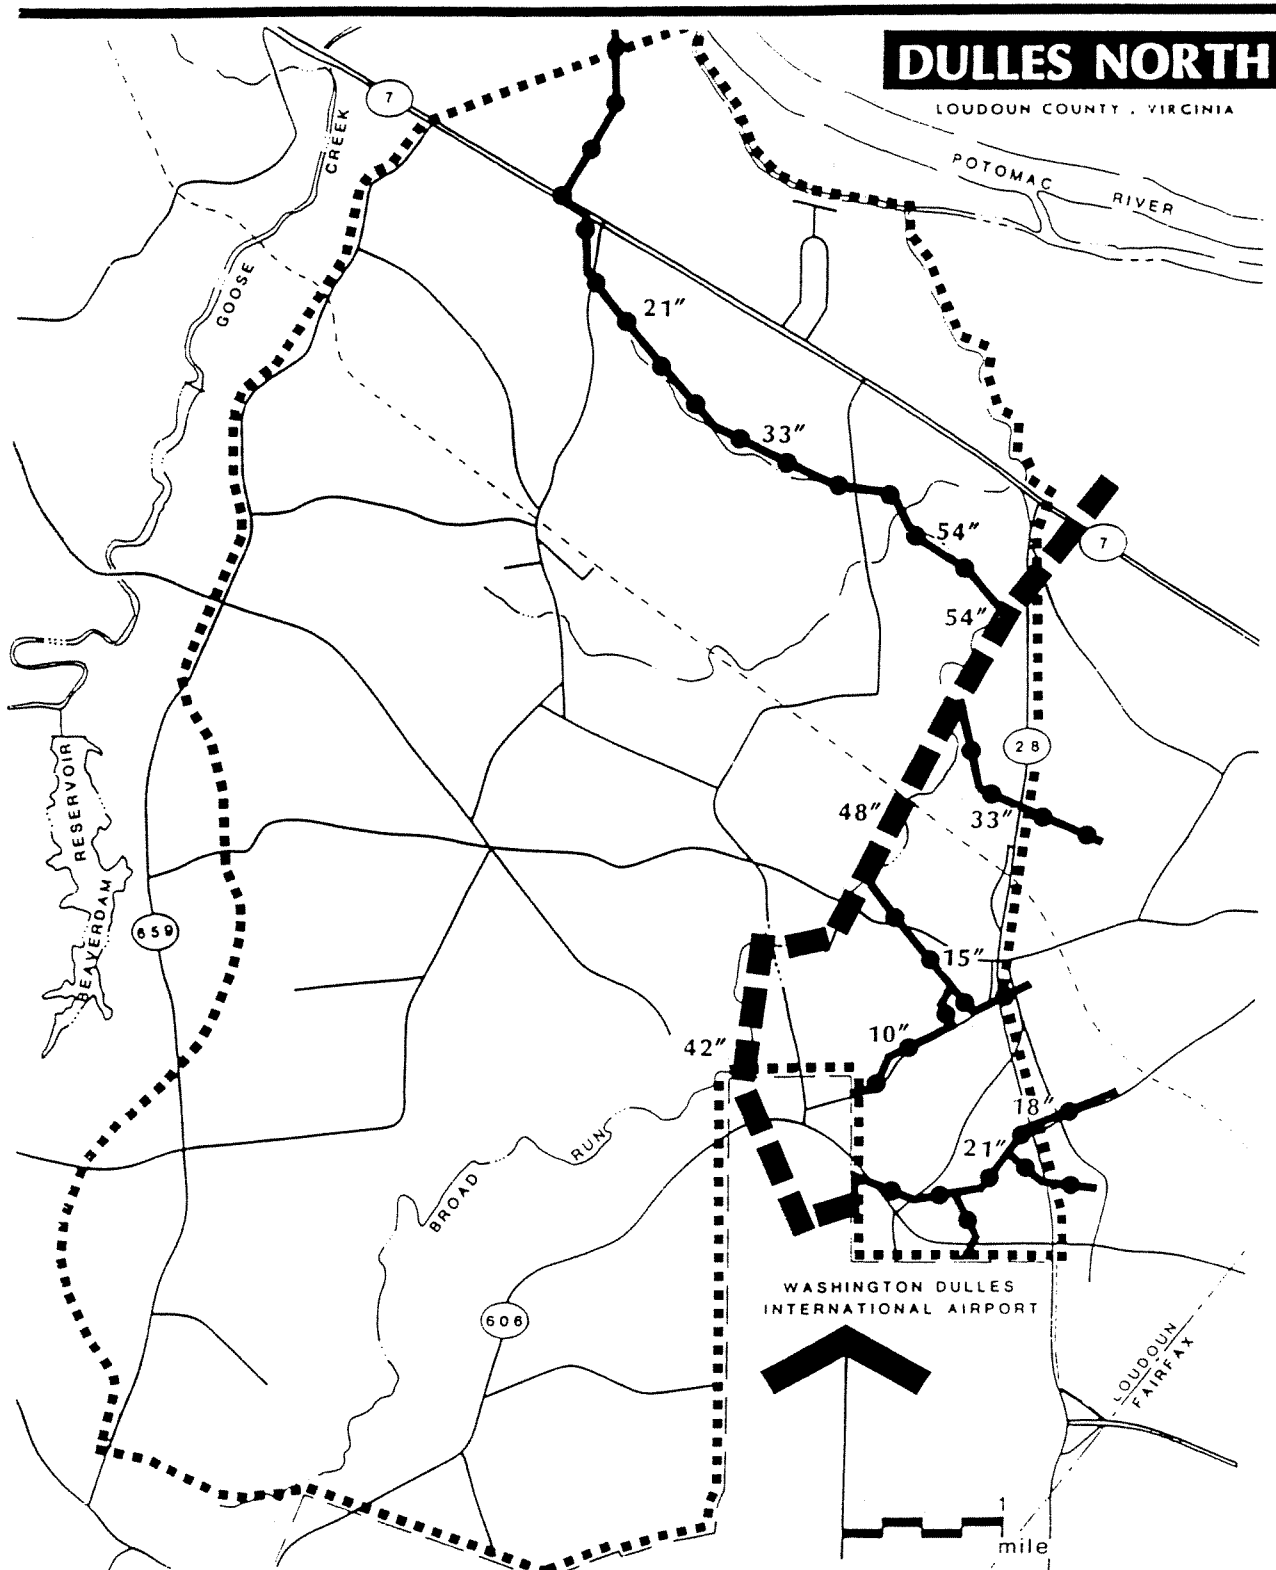 DULLES NORTH
LOUDOUN COUNTY, VIRGINIA
7
CREEK
GOOSE
POTOMAC RIVER
21"
33"
54"
7
54"
28
48"
33"
RESERVOIR
BEAVERDAM
659
15"
10"
42"
18"
21"
BROAD RUN
WASHINGTON DULLES
INTERNATIONAL AIRPORT
606
LOUDOUN
FAIRFAX
1
mile